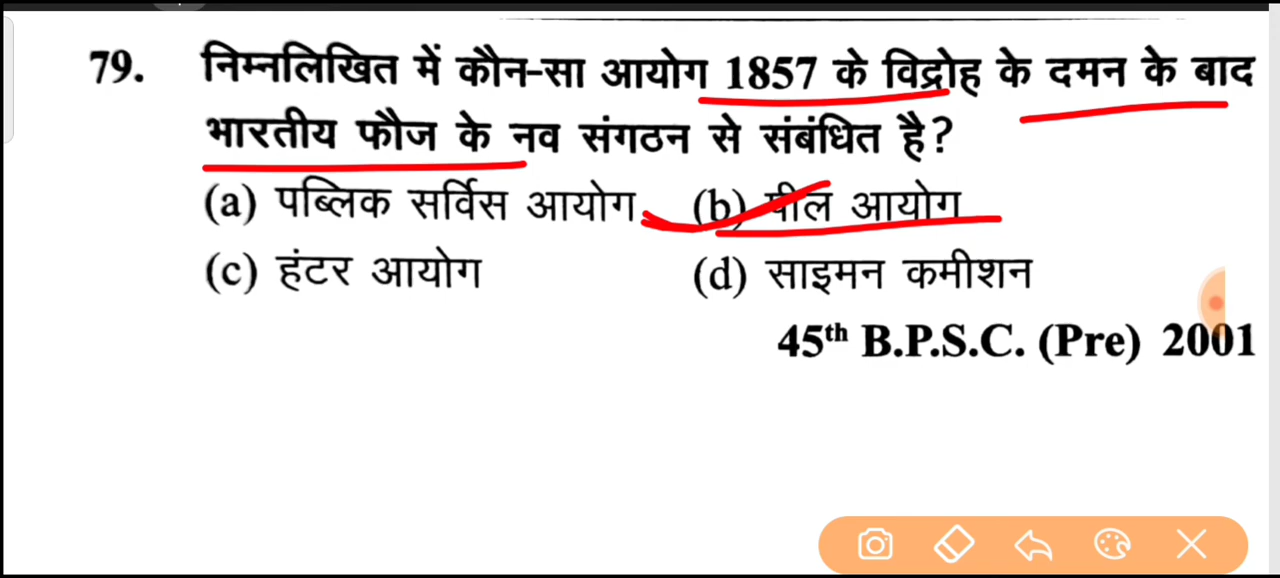 79. निम्नलिखित में कौन-सा आयोग 1857 के विद्रोह के दमन के बाद
भारतीय फौज के नव संगठन से संबंधित है?
(a) पब्लिक सर्विस आयोग (b) पील आयोग
(c) हंटर आयोग (d) साइमन कमीशन
45th B.P.S.C. (Pre) 2001